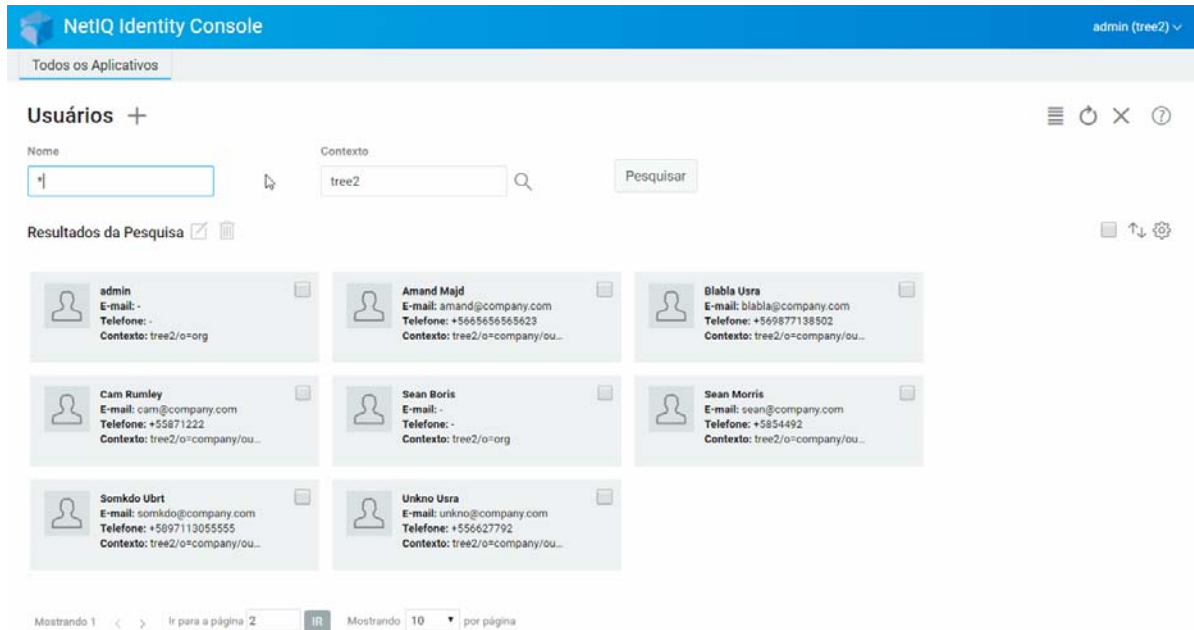 NetIQ Identity Console
admin (tree2)
Todos os Aplicativos
Usuários
Nome
Contexto
*
tree2
Pesquisar
Resultados da Pesquisa
admin
E-mail: -
Telefone: -
Contexto: tree2/o=org
Amand Majd
E-mail: amand@company.com
Telefone: +5665656565623
Contexto: tree2/o=company/ou...
Blabla Usra
E-mail: blabla@company.com
Telefone: +569877138502
Contexto: tree2/o=company/ou...
Cam Rumley
E-mail: cam@company.com
Telefone: +55871222
Contexto: tree2/o=company/ou...
Sean Boris
E-mail: -
Telefone: -
Contexto: tree2/o=org
Sean Morris
E-mail: sean@company.com
Telefone: +5854492
Contexto: tree2/o=company/ou...
Somkdo Ubrt
E-mail: somkdo@company.com
Telefone: +5897113055555
Contexto: tree2/o=company/ou...
Unkno Usra
E-mail: unkno@company.com
Telefone: +556627792
Contexto: tree2/o=company/ou...
Mostrando 1 < > Ir para a página 2 IR Mostrando 10 por página